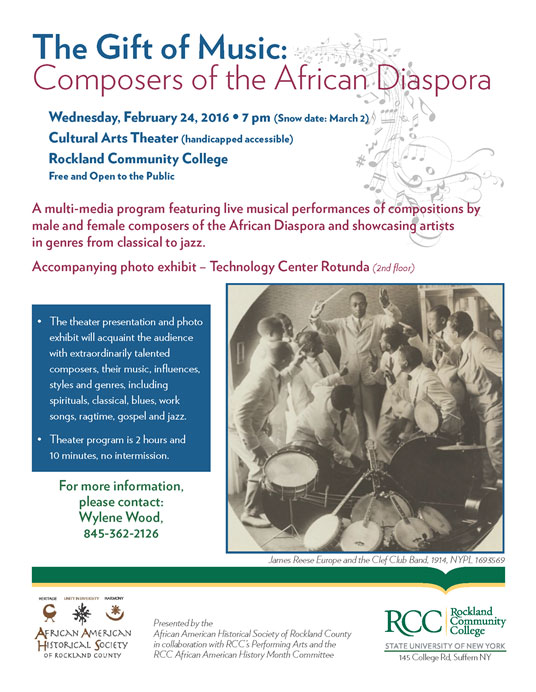 The Gift of Music:
Composers of the African Diaspora
Wednesday, February 24, 2016 • 7 pm (Snow date: March 2)
Cultural Arts Theater (handicapped accessible)
Rockland Community College
Free and Open to the Public
A multi-media program featuring live musical performances of compositions by
male and female composers of the African Diaspora and showcasing artists
in genres from classical to jazz.
Accompanying photo exhibit – Technology Center Rotunda (2nd floor)
• The theater presentation and photo
exhibit will acquaint the audience
with extraordinarily talented
composers, their music, influences,
styles and genres, including
spirituals, classical, blues, work
songs, ragtime, gospel and jazz.
• Theater program is 2 hours and
10 minutes, no intermission.
For more information,
please contact:
Wylene Wood,
845-362-2126
James Reese Europe and the Clef Club Band, 1914, NYPL 1693569
HERITAGE UNITY IN DIVERSITY HARMONY
AFRICAN AMERICAN
HISTORICAL SOCIETY
OF ROCKLAND COUNTY
Presented by the
African American Historical Society of Rockland County
in collaboration with RCC's Performing Arts and the
RCC African American History Month Committee
RCC Rockland
Community
College
STATE UNIVERSITY OF NEW YORK
145 College Rd, Suffern NY